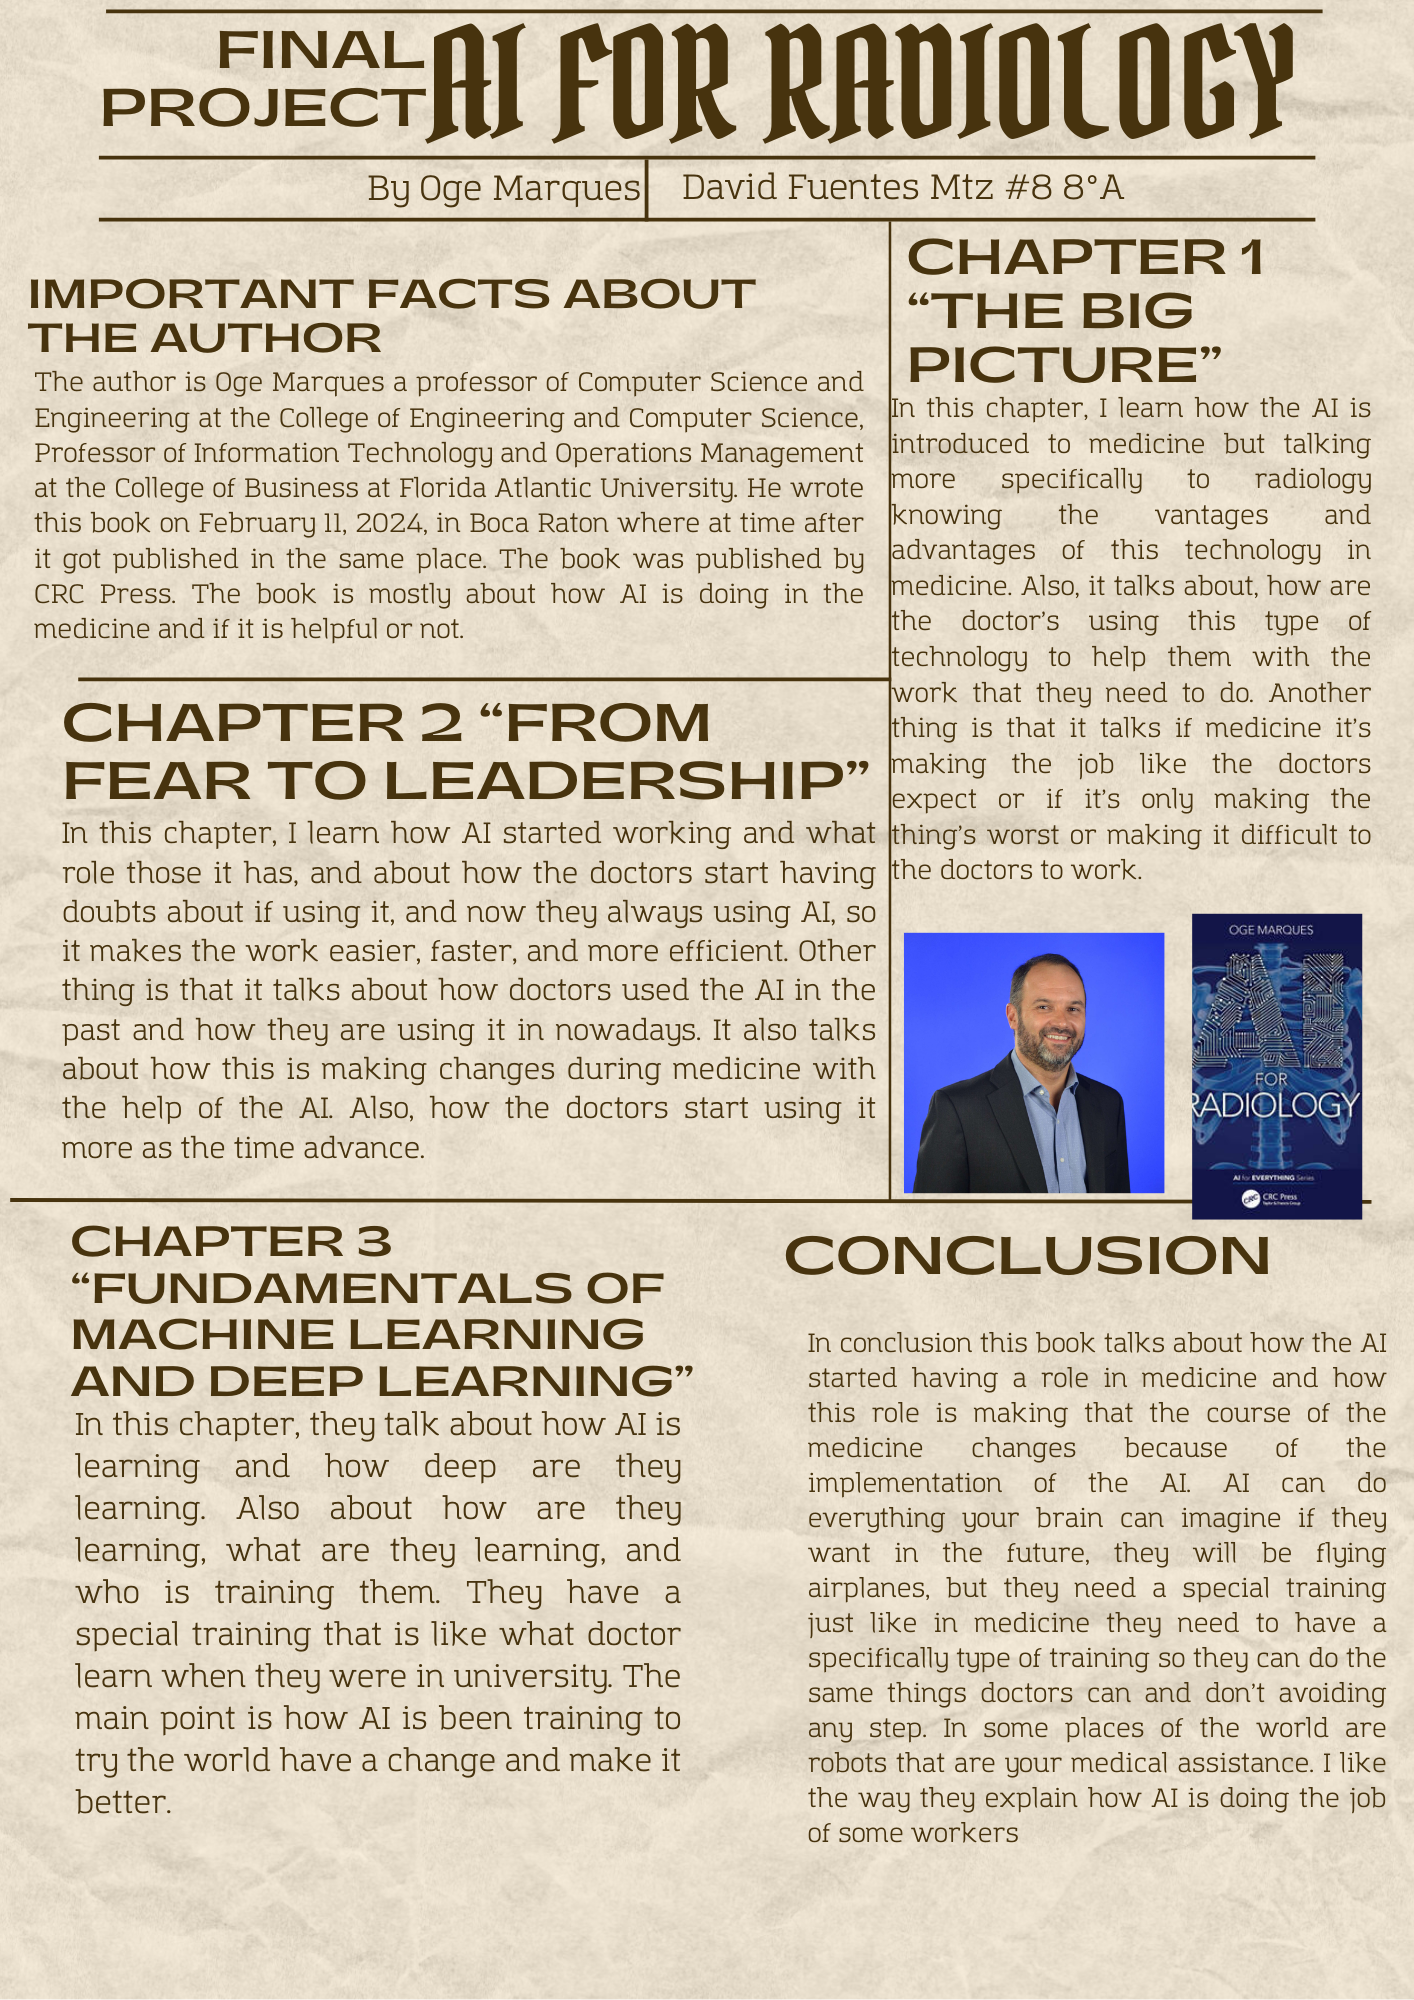 FINAL
PROJECT
AI FOR RADIOLOGY
By Oge Marques
David Fuentes Mtz #8 8°A
IMPORTANT FACTS ABOUT
THE AUTHOR
The author is Oge Marques a professor of Computer Science and
Engineering at the College of Engineering and Computer Science,
Professor of Information Technology and Operations Management
at the College of Business at Florida Atlantic University. He wrote
this book on February 11, 2024, in Boca Raton where at time after
it got published in the same place. The book was published by
CRC Press. The book is mostly about how AI is doing in the
medicine and if it is helpful or not.
CHAPTER 1
“THE BIG
PICTURE”
In this chapter, I learn how the AI is
introduced to medicine but talking
more specifically to radiology
knowing the vantages and
advantages of this technology in
medicine. Also, it talks about, how are
the doctor's using this type of
technology to help them with the
work that they need to do. Another
thing is that it talks if medicine it's
making the job like the doctors
expect or if it's only making the
thing's worst or making it difficult to
the doctors to work.
CHAPTER 2 “FROM
FEAR TO LEADERSHIP”
In this chapter, I learn how AI started working and what
role those it has, and about how the doctors start having
doubts about if using it, and now they always using AI, so
it makes the work easier, faster, and more efficient. Other
thing is that it talks about how doctors used the AI in the
past and how they are using it in nowadays. It also talks
about how this is making changes during medicine with
the help of the AI. Also, how the doctors start using it
more as the time advance.
OGE MARQUES
AI
FOR
RADIOLOGY
AI for EVERYTHING Series
CRC
CRC Press
Taylor & Francis Group
CHAPTER 3
“FUNDAMENTALS OF
MACHINE LEARNING
AND DEEP LEARNING”
In this chapter, they talk about how AI is
learning and how deep are they
learning. Also about how are they
learning, what are they learning, and
who is training them. They have a
special training that is like what doctor
learn when they were in university. The
main point is how AI is been training to
try the world have a change and make it
better.
CONCLUSION
In conclusion this book talks about how the AI
started having a role in medicine and how
this role is making that the course of the
medicine changes because of the
implementation of the AI. AI can do
everything your brain can imagine if they
want in the future, they will be flying
airplanes, but they need a special training
just like in medicine they need to have a
specifically type of training so they can do the
same things doctors can and don't avoiding
any step. In some places of the world are
robots that are your medical assistance. I like
the way they explain how AI is doing the job
of some workers